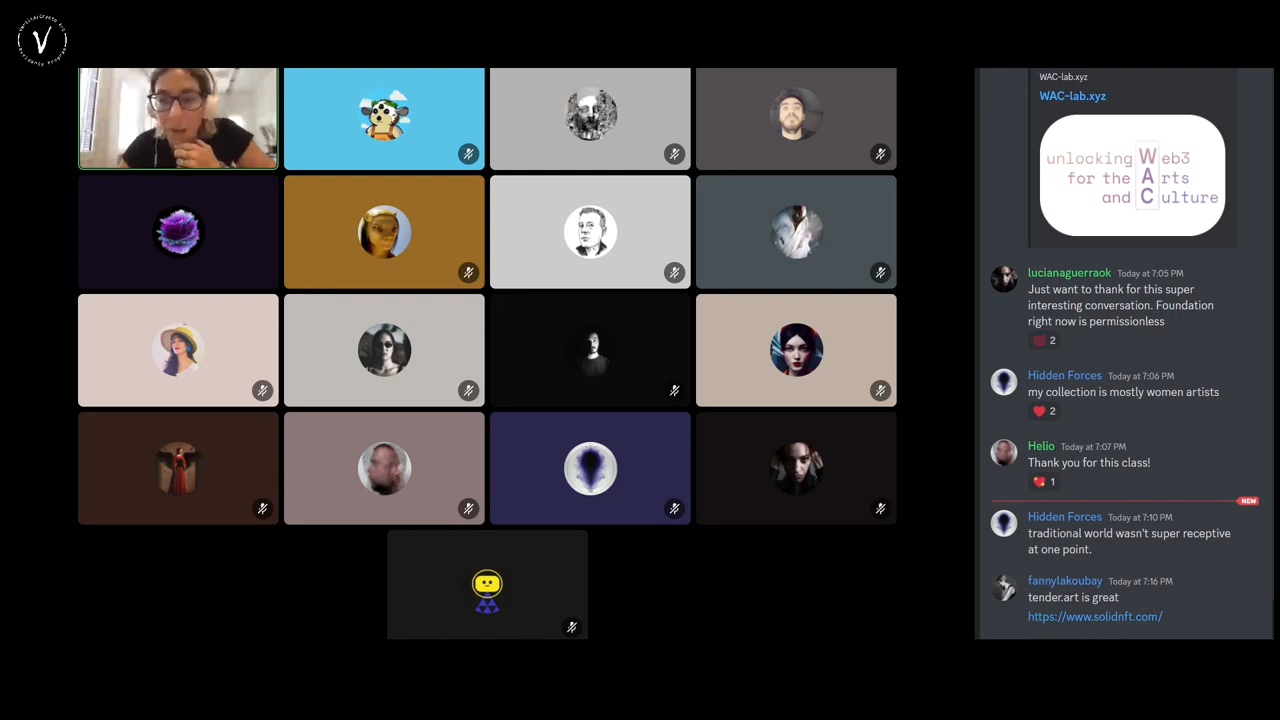 V
WAC-lab.xyz
WAC-lab.xyz
unlocking Web3
for the Arts
and Culture
lucianaguerraok Today at 7:05 PM
Just want to thank for this super
interesting conversation. Foundation
right now is permissionless
2
Hidden Forces Today at 7:06 PM
my collection is mostly women artists
2
Helio Today at 7:07 PM
Thank you for this class!
1
NEW
Hidden Forces Today at 7:10 PM
traditional world wasn't super receptive
at one point.
fannylakoubay Today at 7:16 PM
tender.art is great
https://www.solidnft.com/